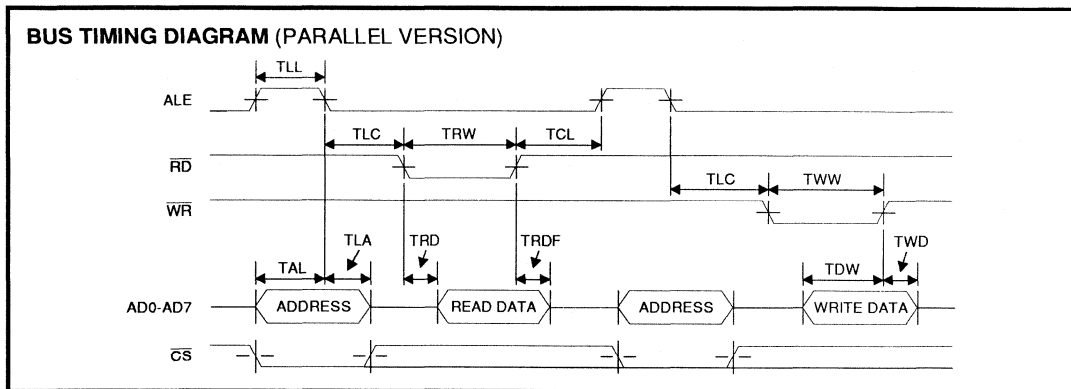 BUS TIMING DIAGRAM (PARALLEL VERSION)
TLL
ALE
TLC TRW TCL
RD
TLC TWW
WR
TLA TRD TRDF TWD
TAL TDW
AD0-AD7 ADDRESS READ DATA ADDRESS WRITE DATA
CS